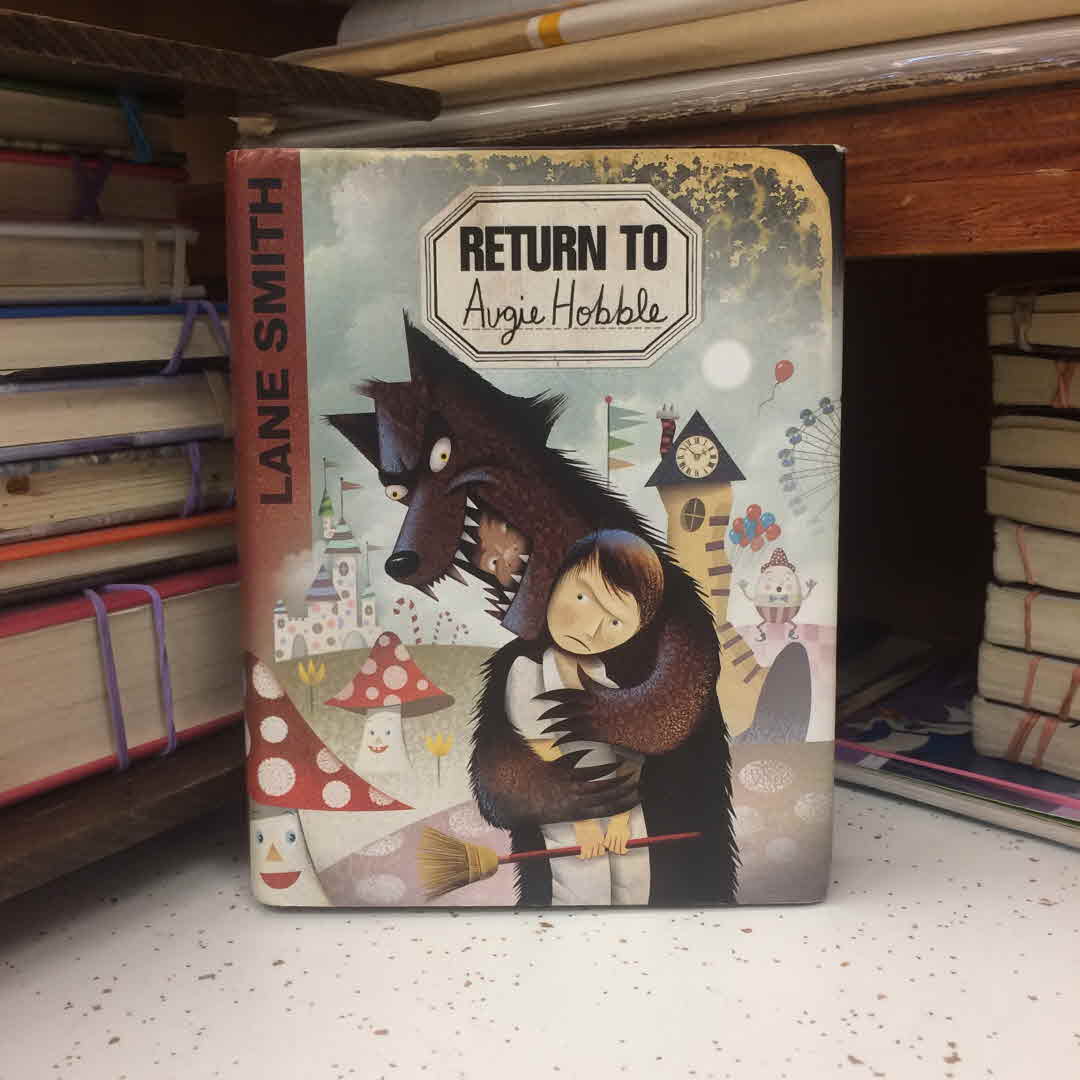 LANE SMITH
RETURN TO
Augie Hobble